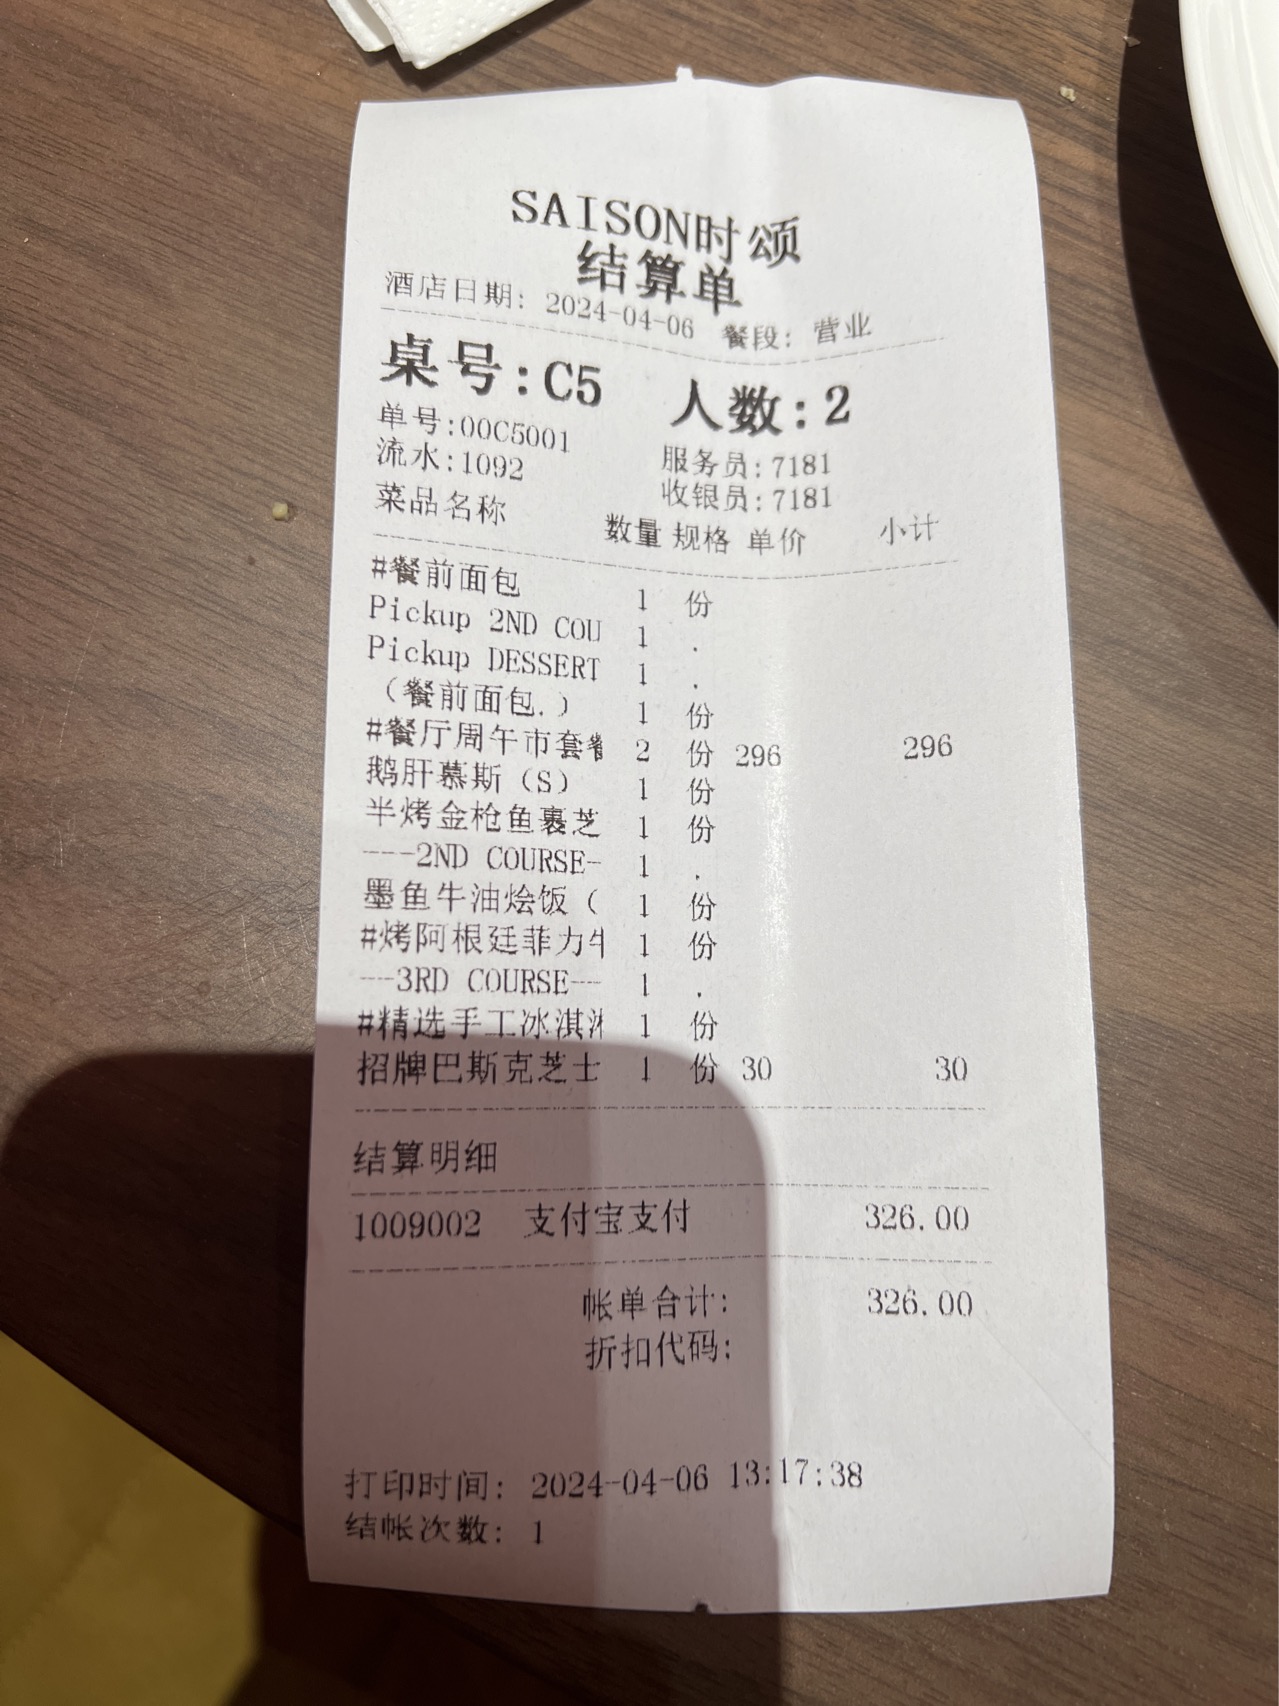 SAISON时颂
结算单
酒店日期: 2024-04-06 餐段: 营业
桌号:C5 人数:2
单号:00C5001
流水:1092 服务员:7181
收银员:7181
菜品名称 数量 规格 单价 小计
#餐前面包 1 份
Pickup 2ND COU 1 .
Pickup DESSERT 1 .
(餐前面包.) 1 份
#餐厅周午市套餐 2 份 296 296
鹅肝慕斯(S) 1 份
半烤金枪鱼裹芝 1 份
----2ND COURSE- 1 .
墨鱼牛油烩饭( 1 份
#烤阿根廷菲力牛 1 份
---3RD COURSE--- 1 .
#精选手工冰淇淋 1 份
招牌巴斯克芝士 1 份 30 30
结算明细
1009002 支付宝支付 326.00
帐单合计: 326.00
折扣代码:
打印时间: 2024-04-06 13:17:38
结帐次数: 1